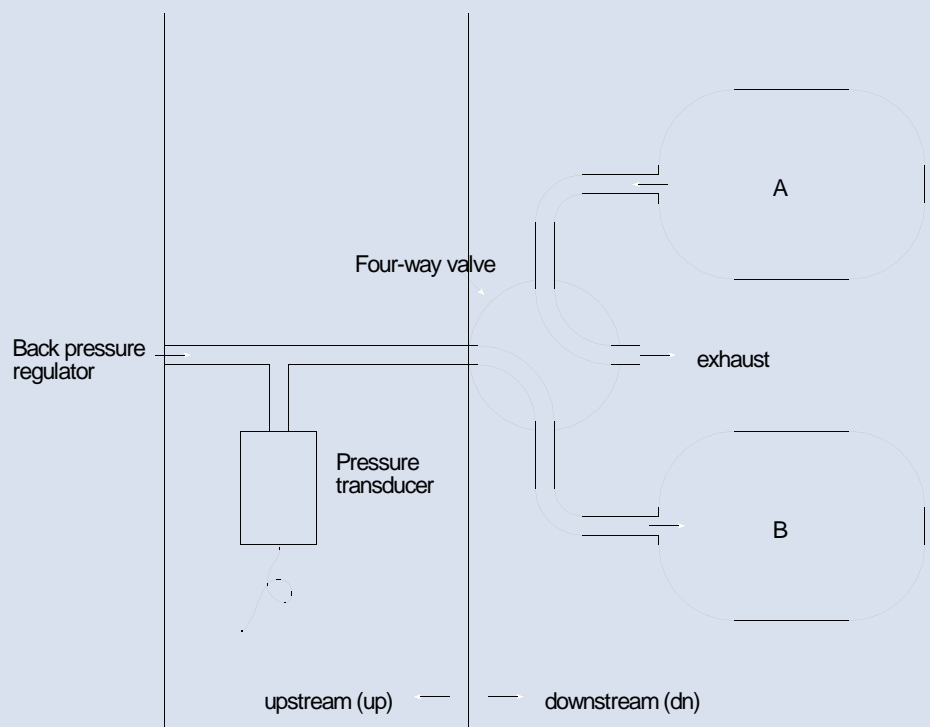 A
Four-way valve
Back pressure
regulator
exhaust
Pressure
transducer
B
upstream (up)
downstream (dn)